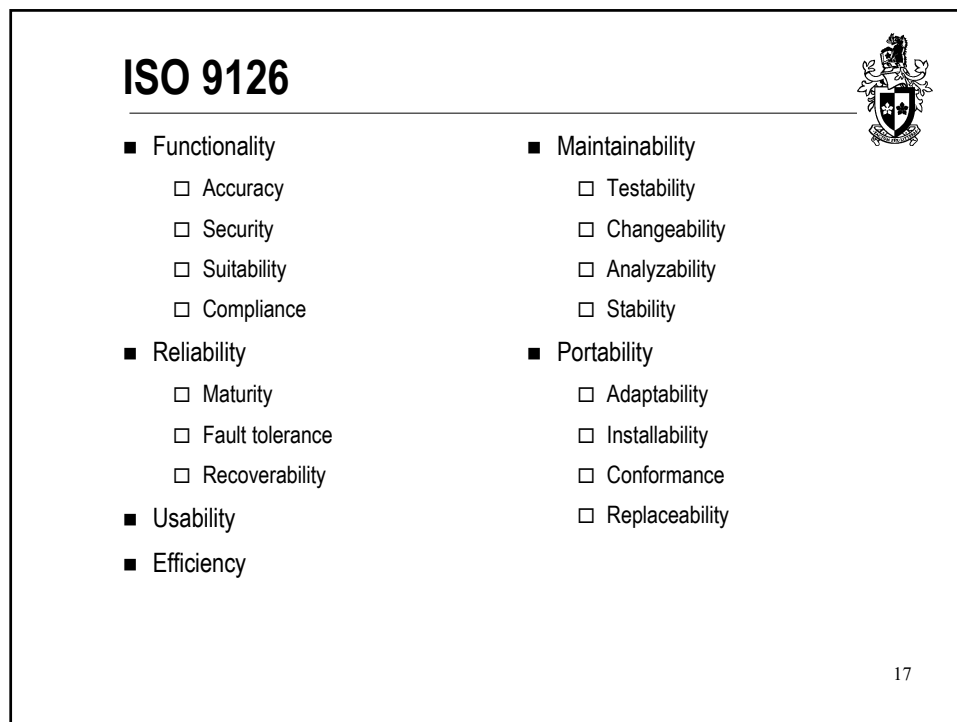 ISO 9126
■ Functionality
□ Accuracy
□ Security
□ Suitability
□ Compliance
■ Reliability
□ Maturity
□ Fault tolerance
□ Recoverability
■ Usability
■ Efficiency
■ Maintainability
□ Testability
□ Changeability
□ Analyzability
□ Stability
■ Portability
□ Adaptability
□ Installability
□ Conformance
□ Replaceability
17